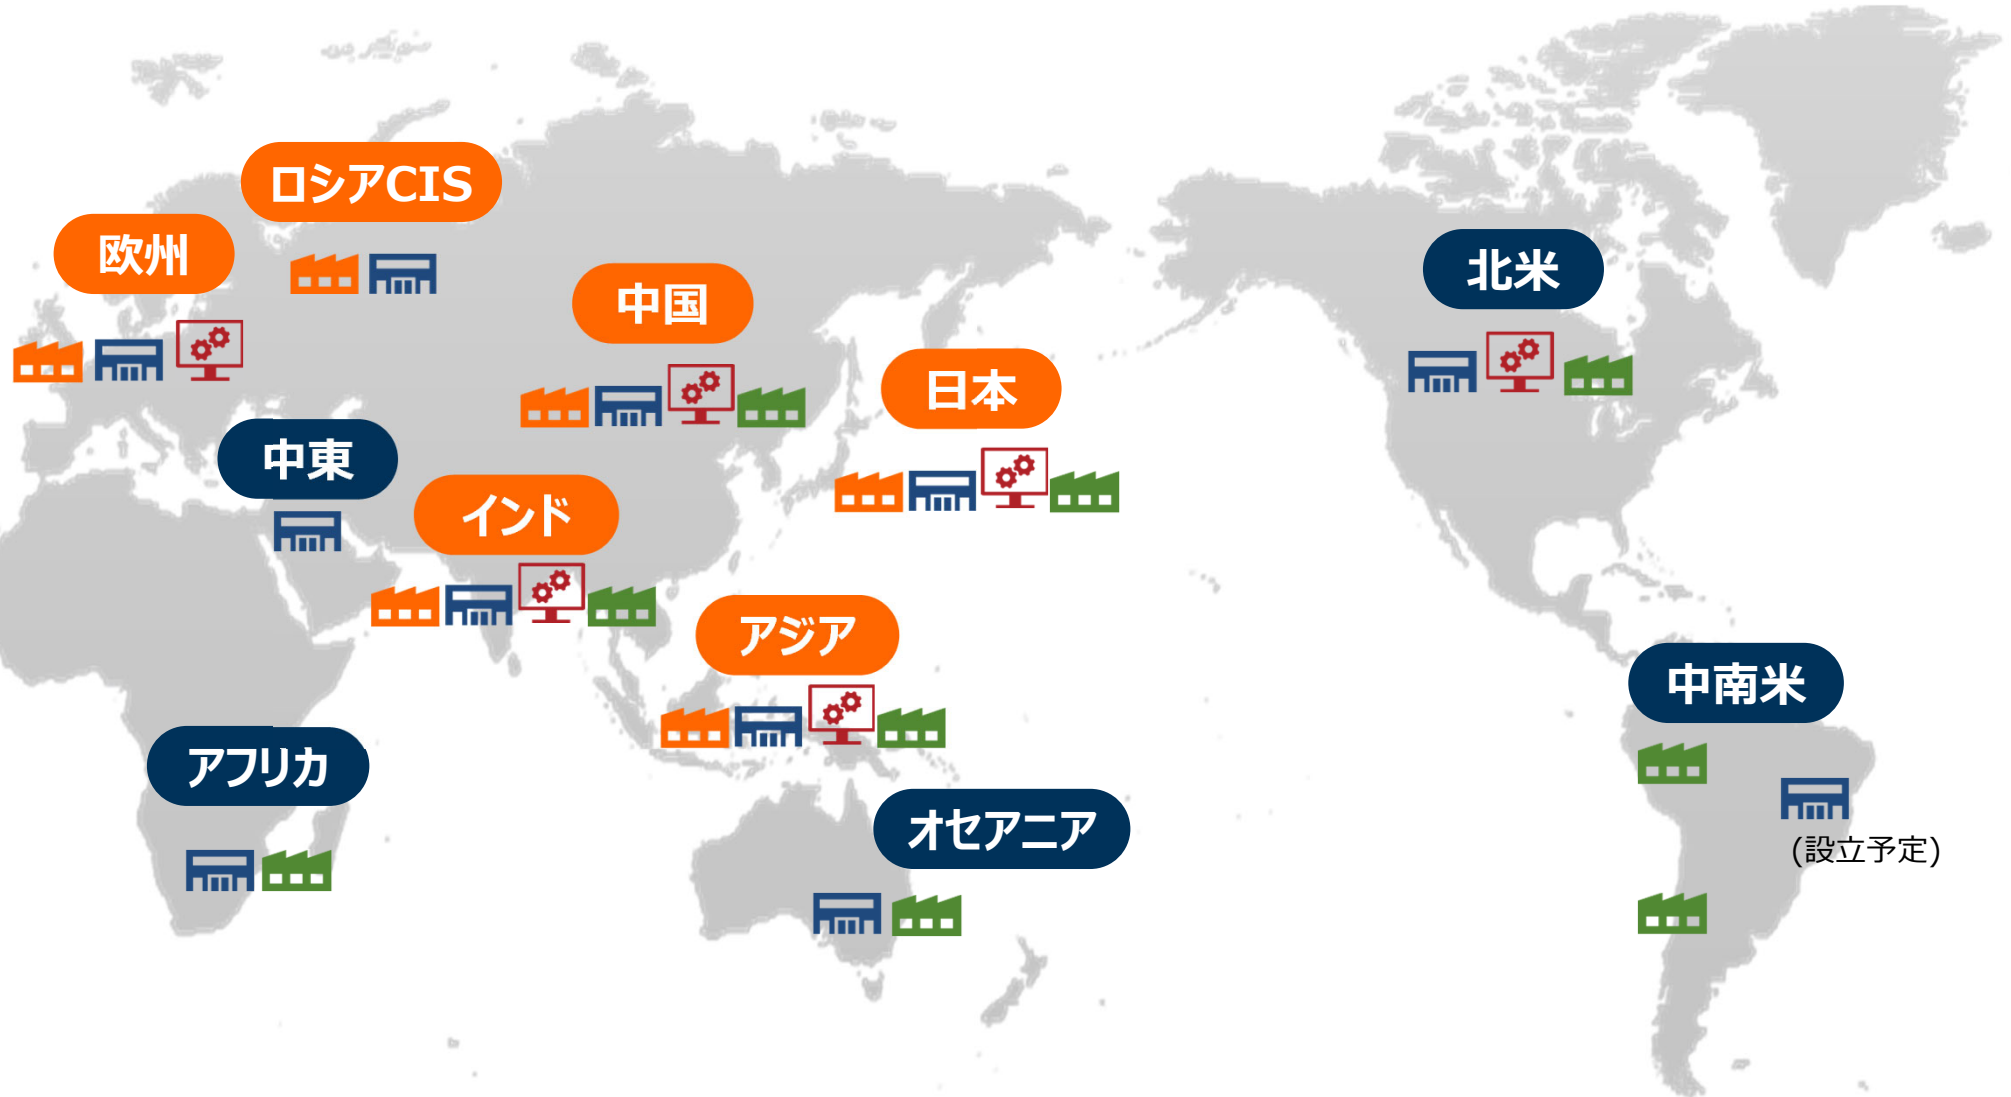 ロシアCIS
欧州
中国
北米
日本
中東
インド
アジア
中南米
アフリカ
オセアニア
(設立予定)